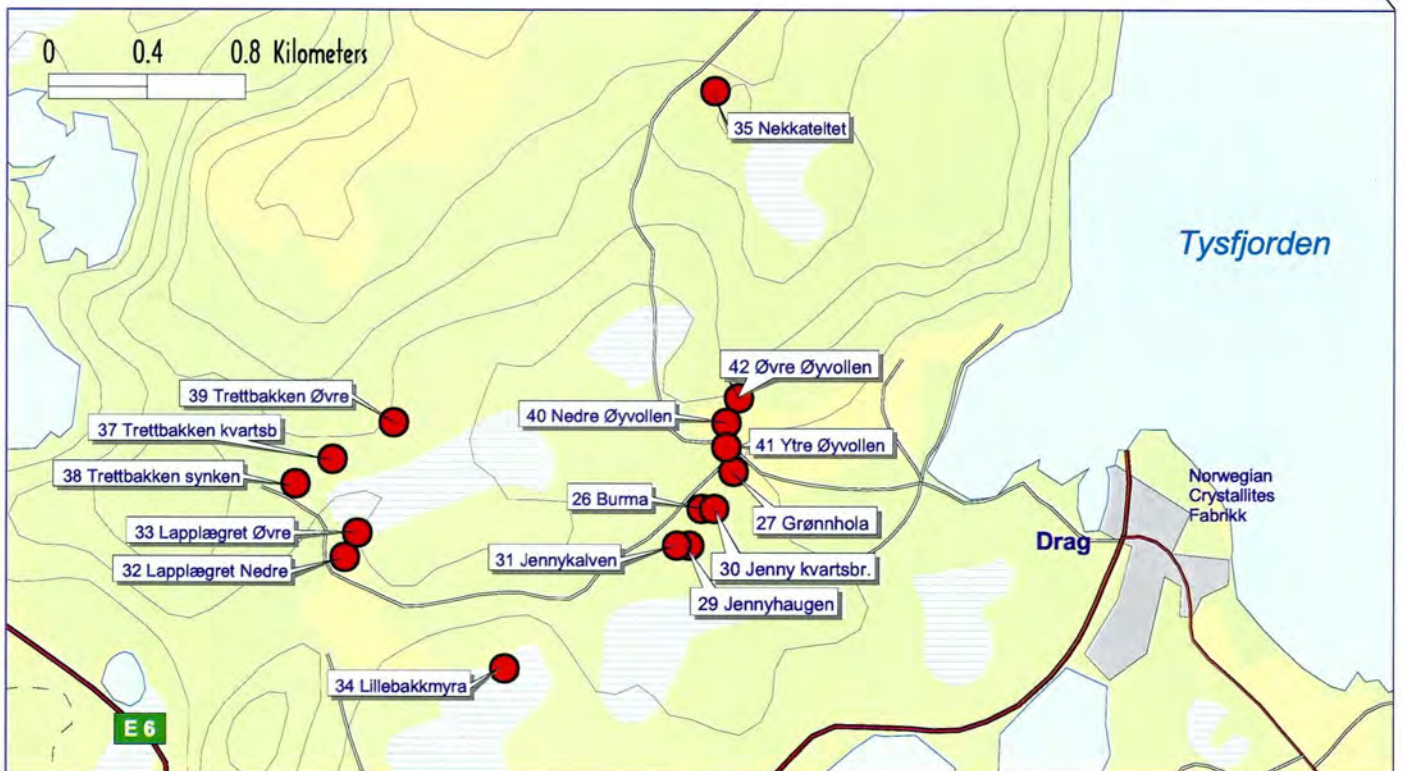 0 0.4 0.8 Kilometers
35 Nekkateltet
Tysfjorden
42 Øvre Øyvollen
39 Trettbakken Øvre
40 Nedre Øyvollen
37 Trettbakken kvartsb
41 Ytre Øyvollen
38 Trettbakken synken
26 Burma
Norwegian
Crystallites
Fabrikk
27 Grønnhola
33 Lapplægret Øvre
Drag
31 Jennykalven
32 Lapplægret Nedre
30 Jenny kvartsbr.
29 Jennyhaugen
34 Lillebakkmyra
E 6